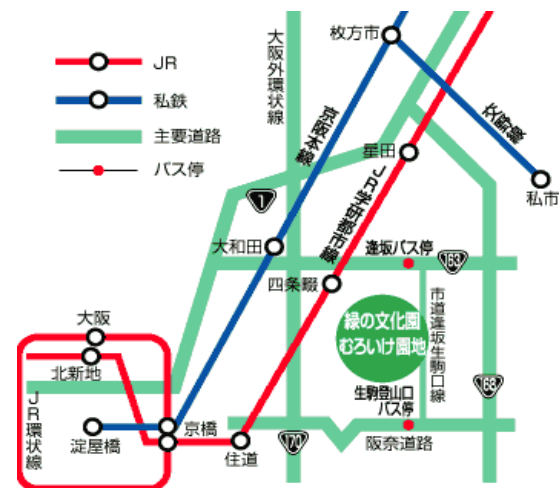 JR
私鉄
主要道路
バス停
大阪外環状線
枚方市
京阪本線
交野線
星田
私市
1
JR学研都市線
大和田
逢坂バス停
163
四条畷
大阪
緑の文化園
むろいけ園地
市道逢坂生駒口線
北新地
168
生駒登山口
バス停
JR環状線
京橋
淀屋橋
住道
170
阪奈道路